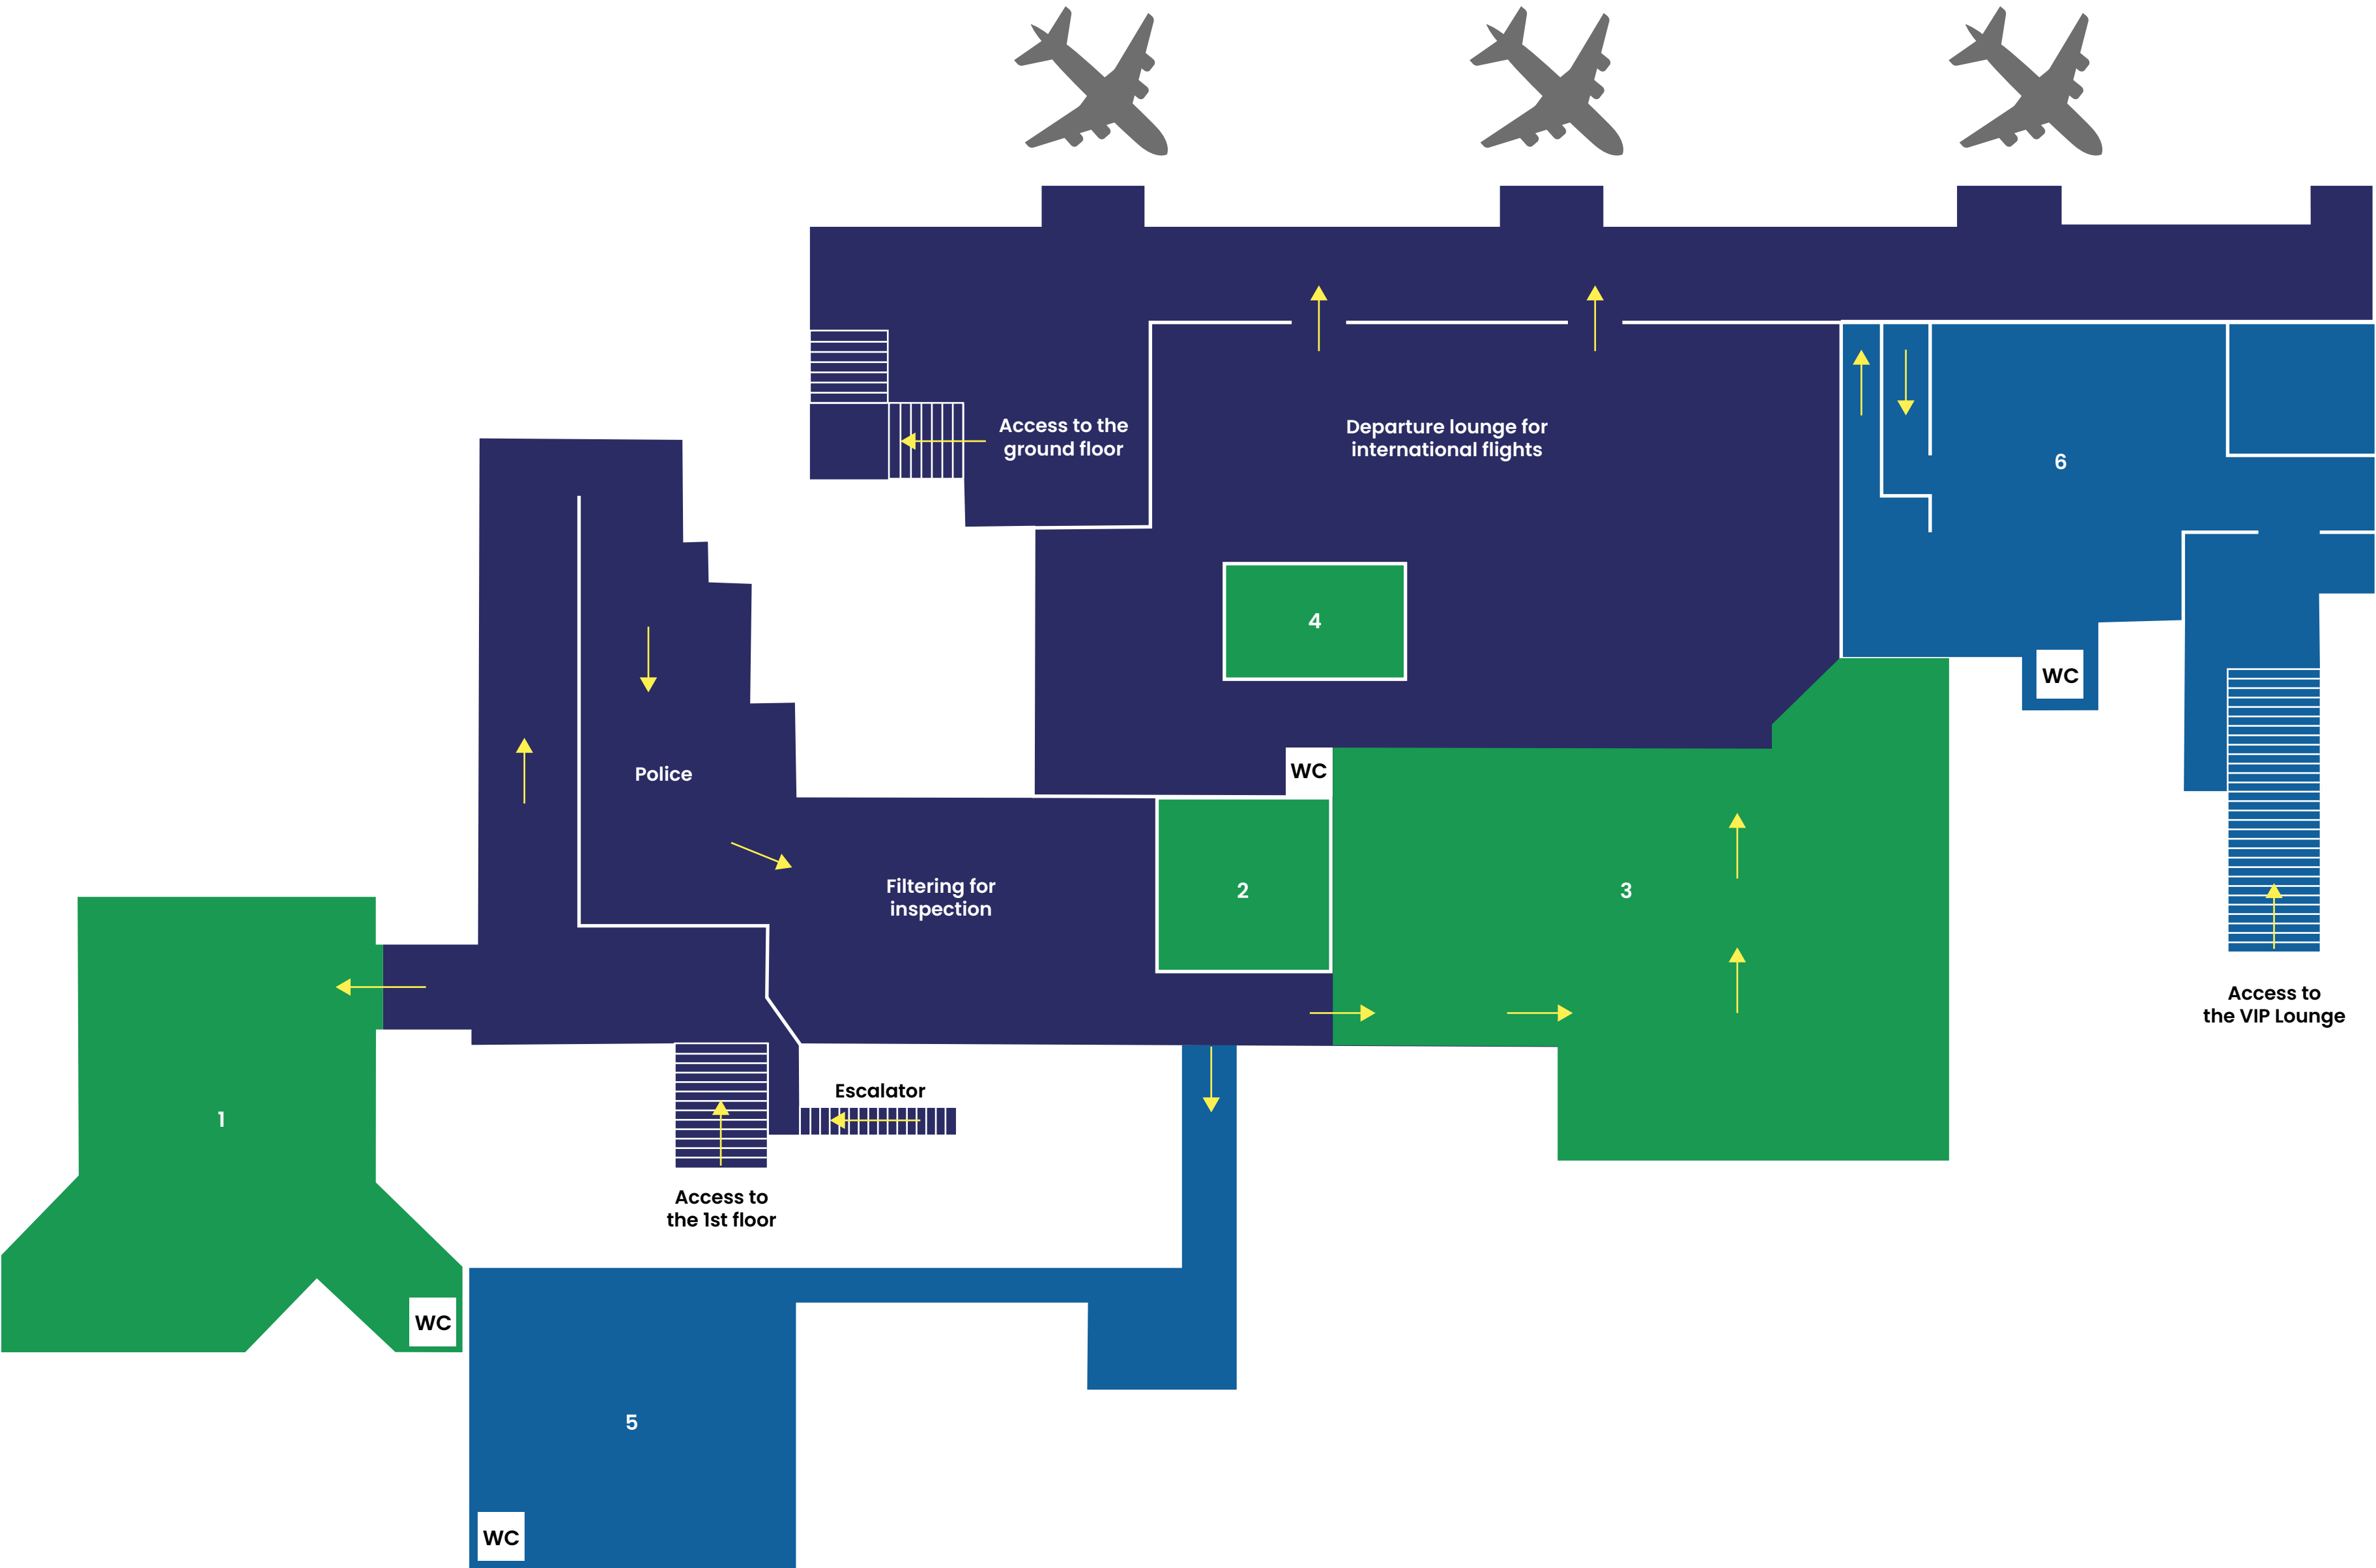 Access to the
ground floor
Departure lounge for
international flights
6
4
WC
Police
WC
Filtering for
inspection
2
3
Access to
the VIP Lounge
1
Escalator
Access to
the 1st floor
WC
5
WC